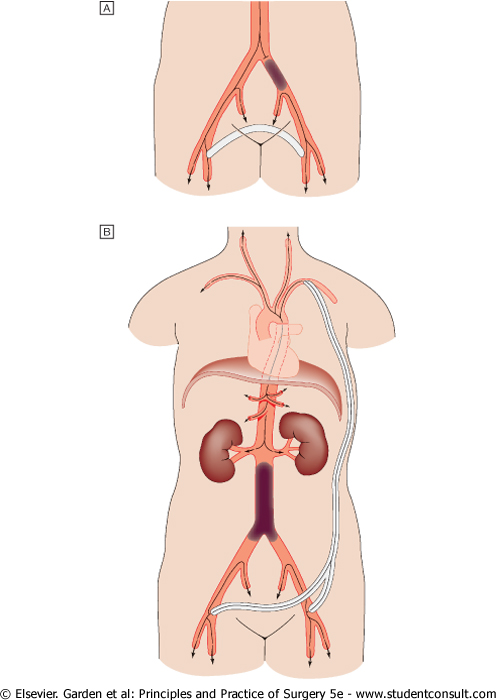 A
B
© Elsevier. Garden et al: Principles and Practice of Surgery 5e - www.studentconsult.com